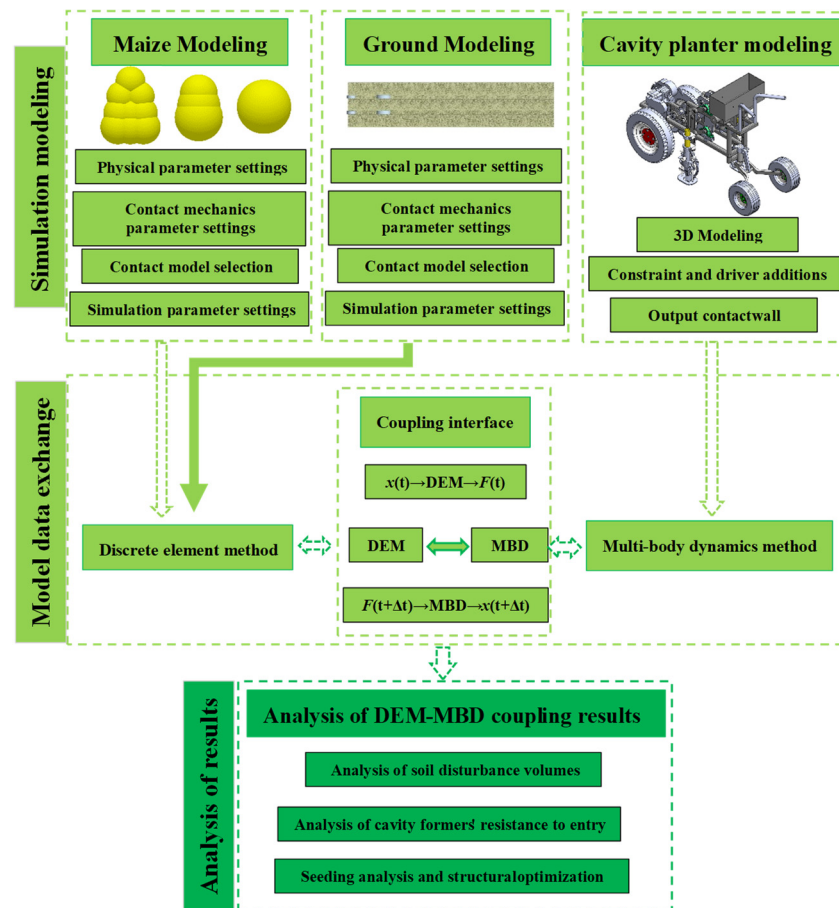 Simulation modeling
Maize Modeling
Physical parameter settings
Contact mechanics
parameter settings
Contact model selection
Simulation parameter settings
Ground Modeling
Physical parameter settings
Contact mechanics
parameter settings
Contact model selection
Simulation parameter settings
Cavity planter modeling
3D Modeling
Constraint and driver additions
Output contactwall
Model data exchange
Discrete element method
Coupling interface
x(t)→DEM→F(t)
DEM
MBD
F(t+Δt)→MBD→x(t+Δt)
Multi-body dynamics method
Analysis of results
Analysis of DEM-MBD coupling results
Analysis of soil disturbance volumes
Analysis of cavity formers' resistance to entry
Seeding analysis and structuraloptimization